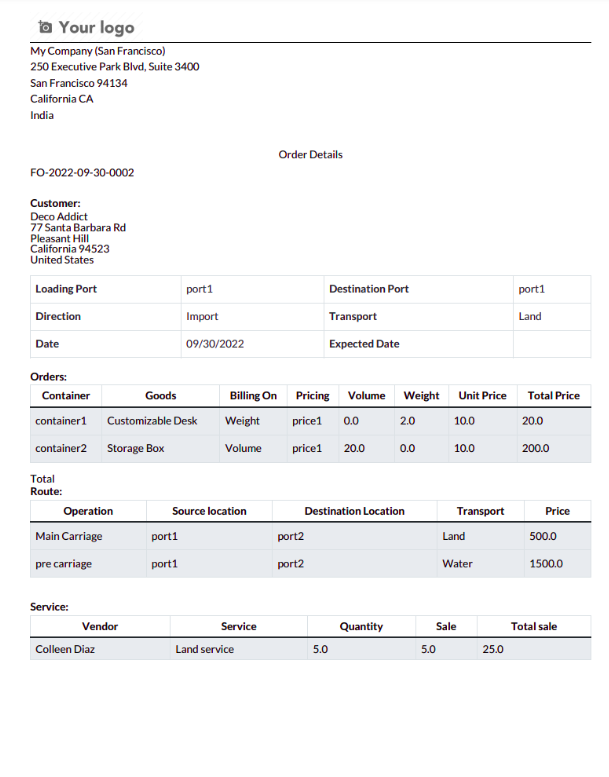 Your logo
My Company (San Francisco)
250 Executive Park Blvd, Suite 3400
San Francisco 94134
California CA
India
Order Details
FO-2022-09-30-0002
Customer:
Deco Addict
77 Santa Barbara Rd
Pleasant Hill
California 94523
United States
Loading Port port1 Destination Port port1
Direction Import Transport Land
Date 09/30/2022 Expected Date
Orders:
Container Goods Billing On Pricing Volume Weight Unit Price Total Price
container1 Customizable Desk Weight price1 0.0 2.0 10.0 20.0
container2 Storage Box Volume price1 20.0 0.0 10.0 200.0
Total
Route:
Operation Source location Destination Location Transport Price
Main Carriage port1 port2 Land 500.0
pre carriage port1 port2 Water 1500.0
Service:
Vendor Service Quantity Sale Total sale
Colleen Diaz Land service 5.0 5.0 25.0